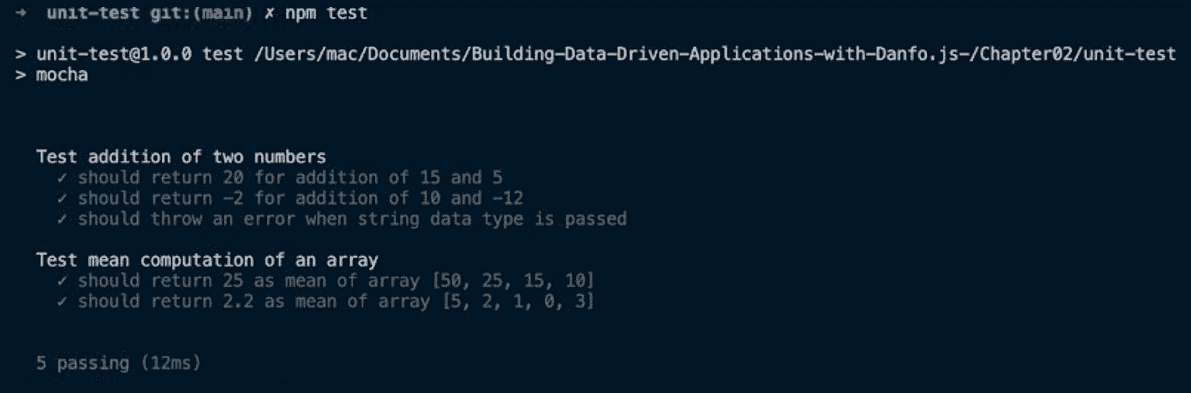 ➜ unit-test git:(main) ✗ npm test
> unit-test@1.0.0 test /Users/mac/Documents/Building-Data-Driven-Applications-with-Danfo.js-/Chapter02/unit-test
> mocha
Test addition of two numbers
✓ should return 20 for addition of 15 and 5
✓ should return -2 for addition of 10 and -12
✓ should throw an error when string data type is passed
Test mean computation of an array
✓ should return 25 as mean of array [50, 25, 15, 10]
✓ should return 2.2 as mean of array [5, 2, 1, 0, 3]
5 passing (12ms)